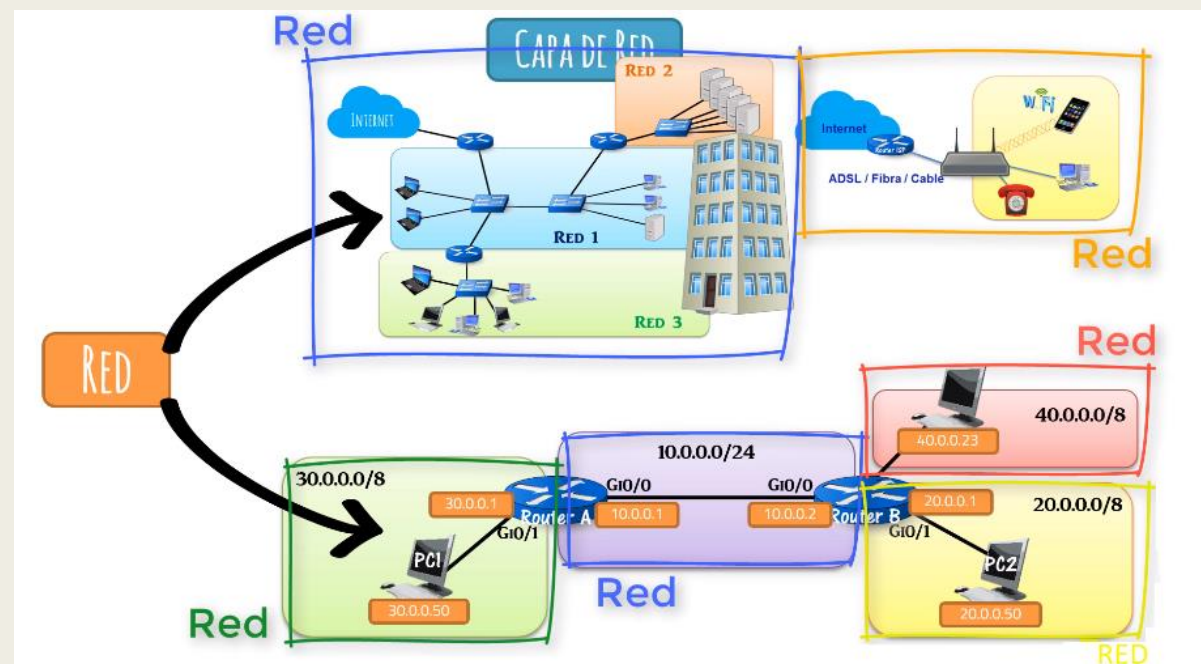 Red
CAPA DE RED
RED 2
INTERNET
RED 1
RED 3
Internet
Router ISP
WiFi
ADSL / Fibra / Cable
Red
RED
Red
40.0.0.0/8
40.0.0.23
10.0.0.0/24
30.0.0.0/8
30.0.0.1
Router A
GI0/0
10.0.0.1
GI0/0
10.0.0.2
Router B
20.0.0.1
20.0.0.0/8
GI0/1
PC1
30.0.0.50
GI0/1
PC2
20.0.0.50
Red
Red
RED